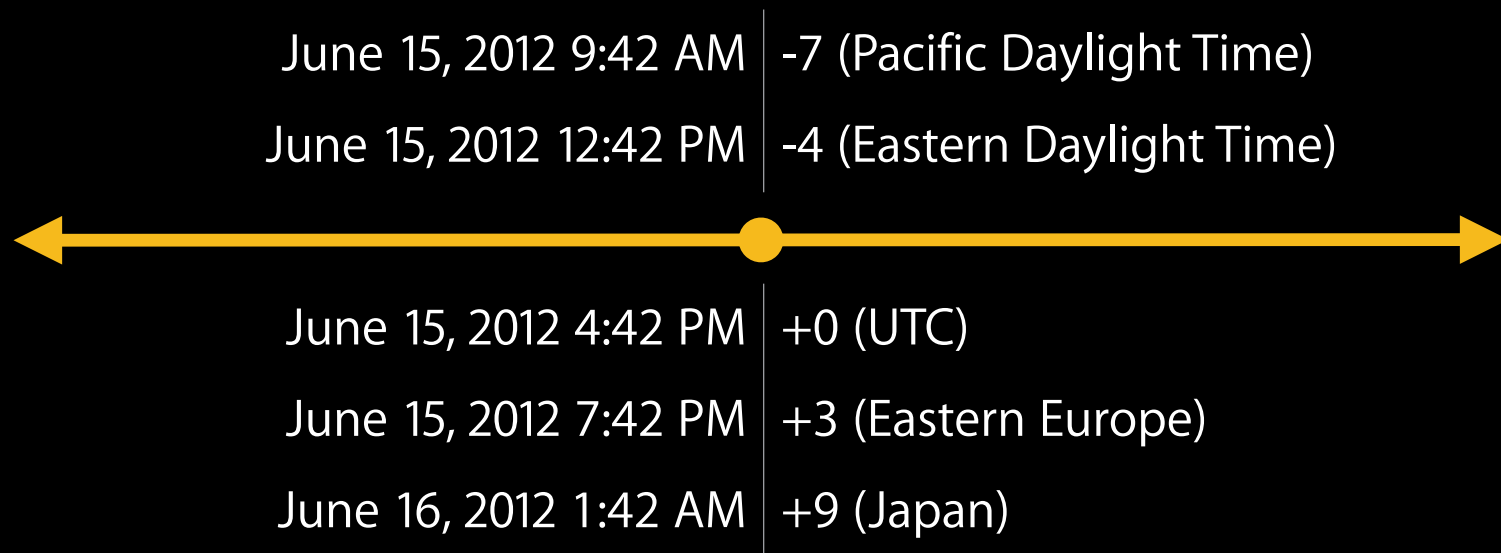 June 15, 2012 9:42 AM -7 (Pacific Daylight Time)
June 15, 2012 12:42 PM -4 (Eastern Daylight Time)
June 15, 2012 4:42 PM +0 (UTC)
June 15, 2012 7:42 PM +3 (Eastern Europe)
June 16, 2012 1:42 AM +9 (Japan)